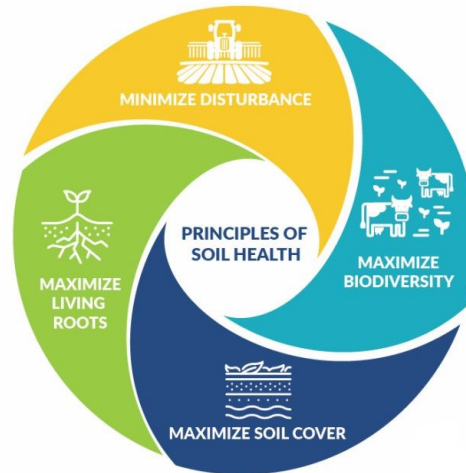 MINIMIZE DISTURBANCE
PRINCIPLES OF
SOIL HEALTH
MAXIMIZE
BIODIVERSITY
MAXIMIZE
LIVING
ROOTS
MAXIMIZE SOIL COVER